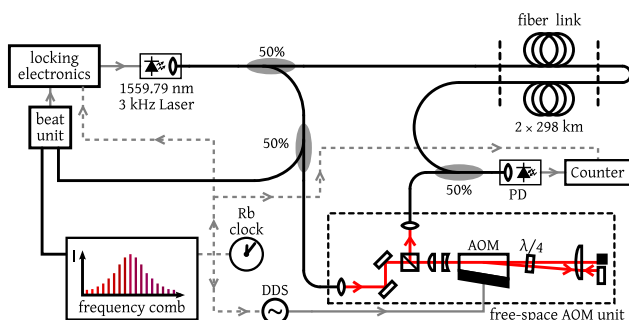 fiber link
locking
electronics
50%
1559.79 nm
3 kHz Laser
beat
unit
50%
2 × 298 km
50%
PD
Counter
Rb
clock
AOM
λ/4
I
frequency comb
DDS
free-space AOM unit